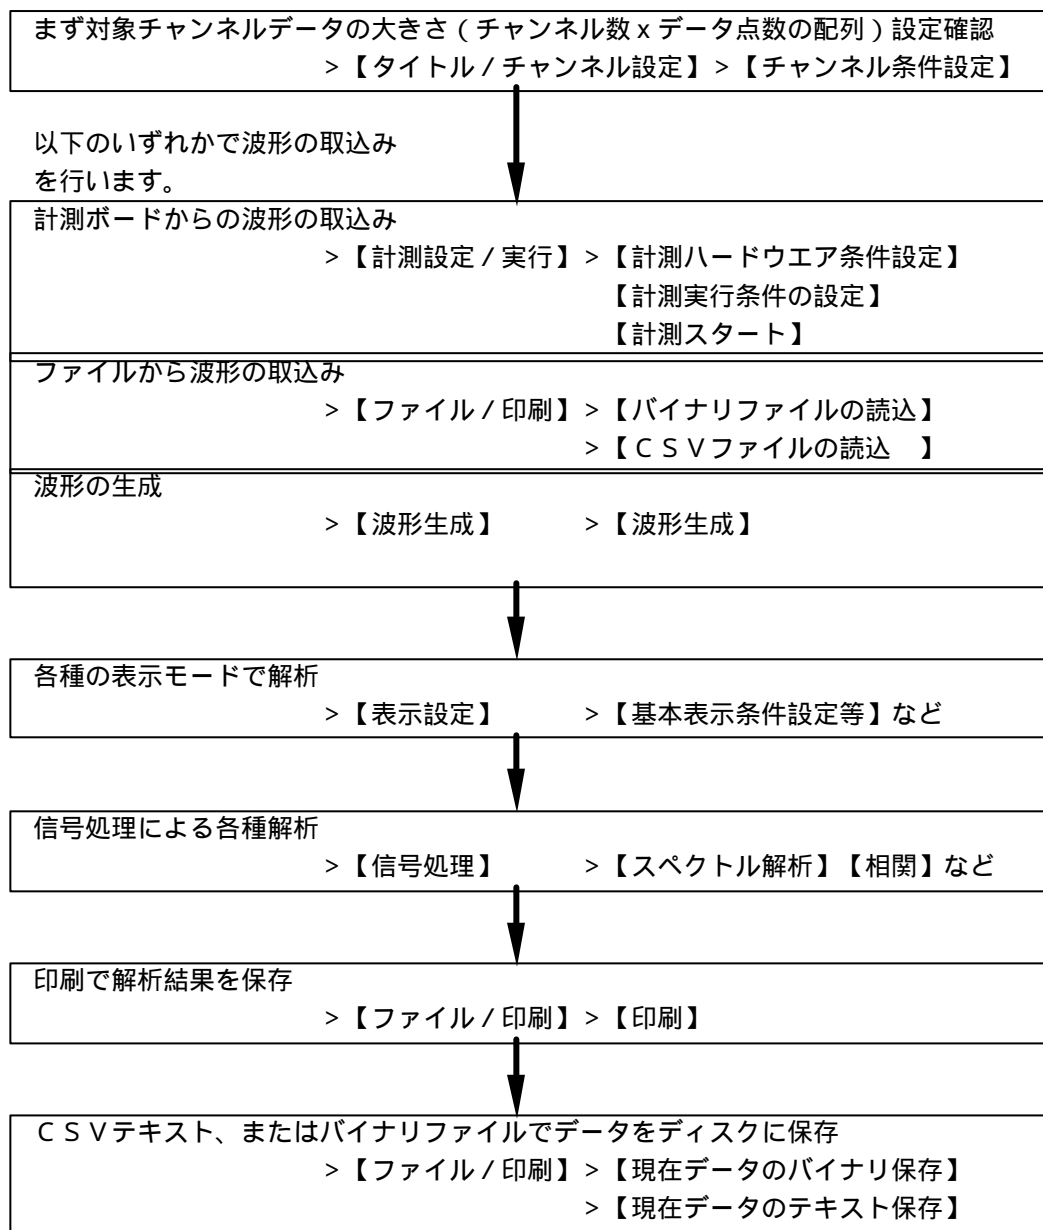 まず対象チャンネルデータの大きさ（チャンネル数ｘデータ点数の配列）設定確認
>【タイトル／チャンネル設定】>【チャンネル条件設定】
以下のいずれかで波形の取込み
を行います。
計測ボードからの波形の取込み
>【計測設定／実行】>【計測ハードウエア条件設定】
【計測実行条件の設定】
【計測スタート】
ファイルから波形の取込み
>【ファイル／印刷】>【バイナリファイルの読込】
>【ＣＳＶファイルの読込　】
波形の生成
>【波形生成】　　>【波形生成】
各種の表示モードで解析
>【表示設定】　　>【基本表示条件設定等】など
信号処理による各種解析
>【信号処理】　　>【スペクトル解析】【相関】など
印刷で解析結果を保存
>【ファイル／印刷】>【印刷】
ＣＳＶテキスト、またはバイナリファイルでデータをディスクに保存
>【ファイル／印刷】>【現在データのバイナリ保存】
>【現在データのテキスト保存】